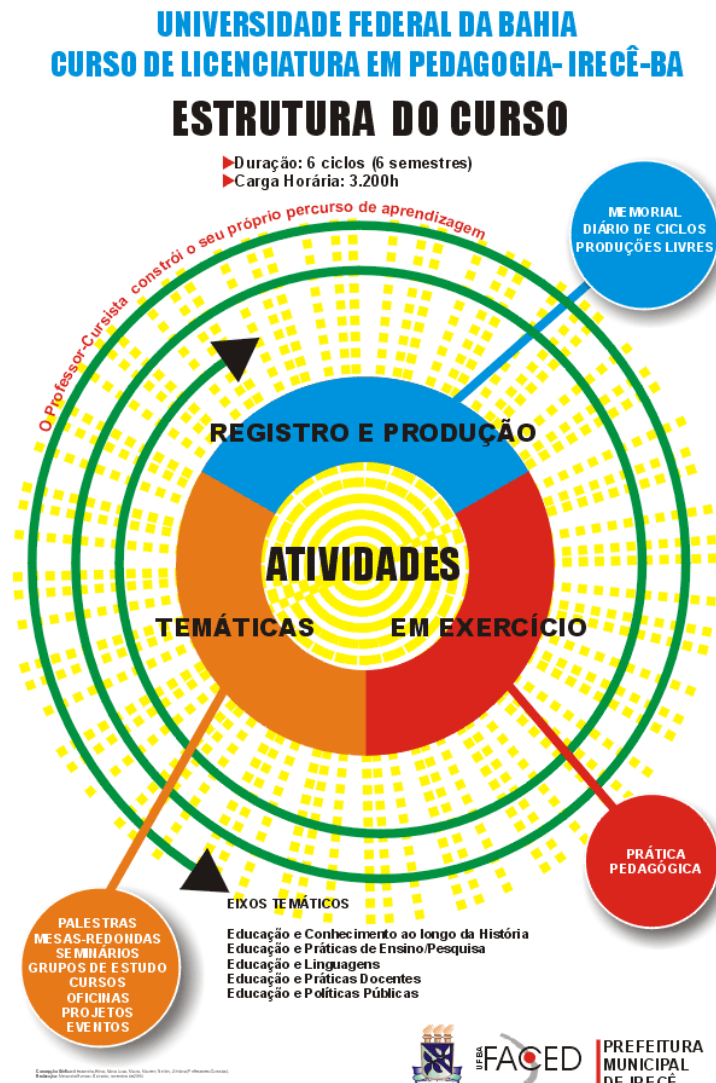 UNIVERSIDADE FEDERAL DA BAHIA
CURSO DE LICENCIATURA EM PEDAGOGIA- IRECÊ-BA
ESTRUTURA DO CURSO
Duração: 6 ciclos (6 semestres)
Carga Horária: 3.200h
O Professor-Cursista constrói o seu próprio percurso de aprendizagem
MEMORIAL
DIÁRIO DE CICLOS
PRODUÇÕES LIVRES
REGISTRO E PRODUÇÃO
ATIVIDADES
TEMÁTICAS
EM EXERCÍCIO
PRÁTICA
PEDAGÓGICA
PALESTRAS
MESAS-REDONDAS
SEMINÁRIOS
GRUPOS DE ESTUDO
CURSOS
OFICINAS
PROJETOS
EVENTOS
EIXOS TEMÁTICOS
Educação e Conhecimento ao longo da História
Educação e Práticas de Ensino/Pesquisa
Educação e Linguagens
Educação e Práticas Docentes
Educação e Políticas Públicas
UFBA
FACED
PREFEITURA
MUNICIPAL
DE IRECÊ